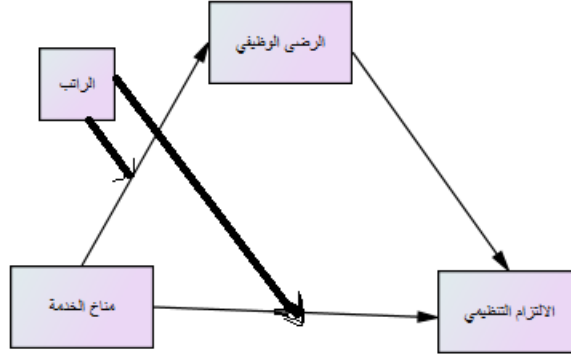 الرضى الوظيفي
الراتب
مناخ الخدمة
الالتزام التنظيمي